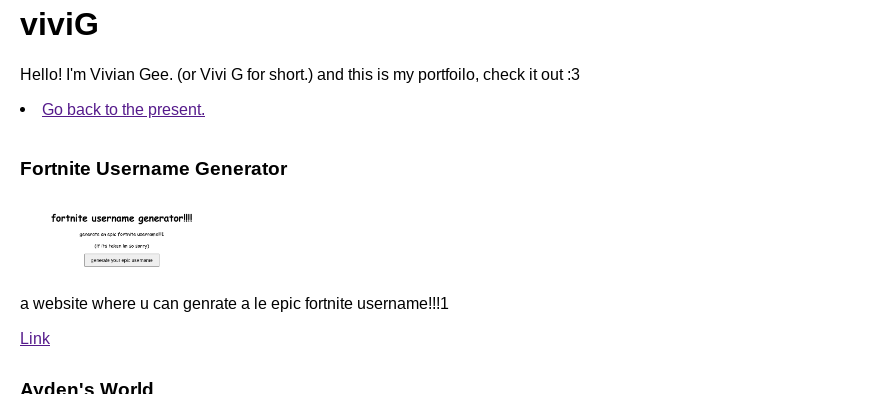 viviG
Hello! I'm Vivian Gee. (or Vivi G for short.) and this is my portfoilo, check it out :3
Go back to the present.
Fortnite Username Generator
fortnite username generator!!!!
generate an epic fortnite username!!1
(if its taken im so sorry)
generate your epic username
a website where u can genrate a le epic fortnite username!!!1
Link
Ayden's World